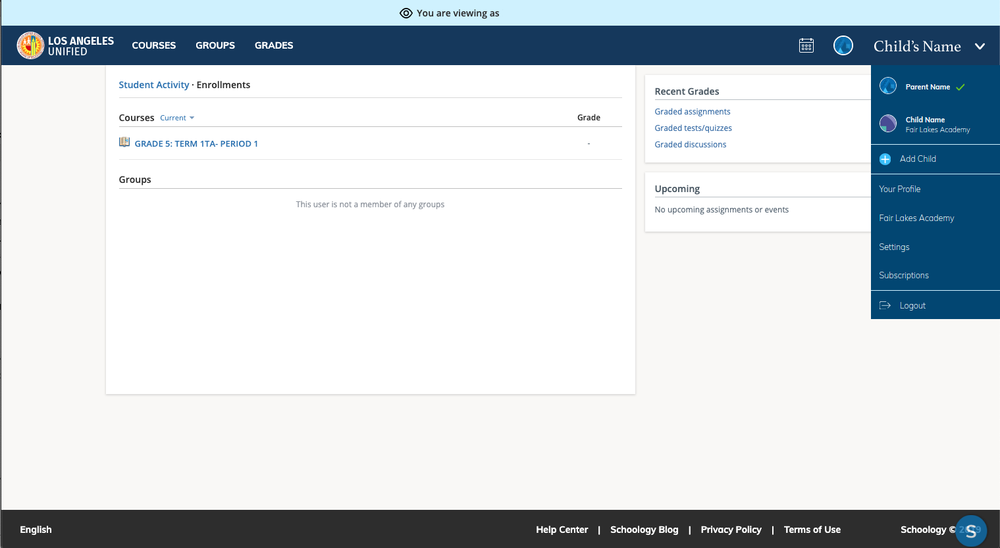 You are viewing as
LOS ANGELES
UNIFIED
COURSES GROUPS GRADES
Child's Name
Student Activity · Enrollments
Courses Current Grade
GRADE 5: TERM 1TA- PERIOD 1 -
Groups
This user is not a member of any groups
Recent Grades
Graded assignments
Graded tests/quizzes
Graded discussions
Upcoming
No upcoming assignments or events
Parent Name
Child Name
Fair Lakes Academy
Add Child
Your Profile
Fair Lakes Academy
Settings
Subscriptions
Logout
English Help Center | Schoology Blog | Privacy Policy | Terms of Use Schoology ©
S